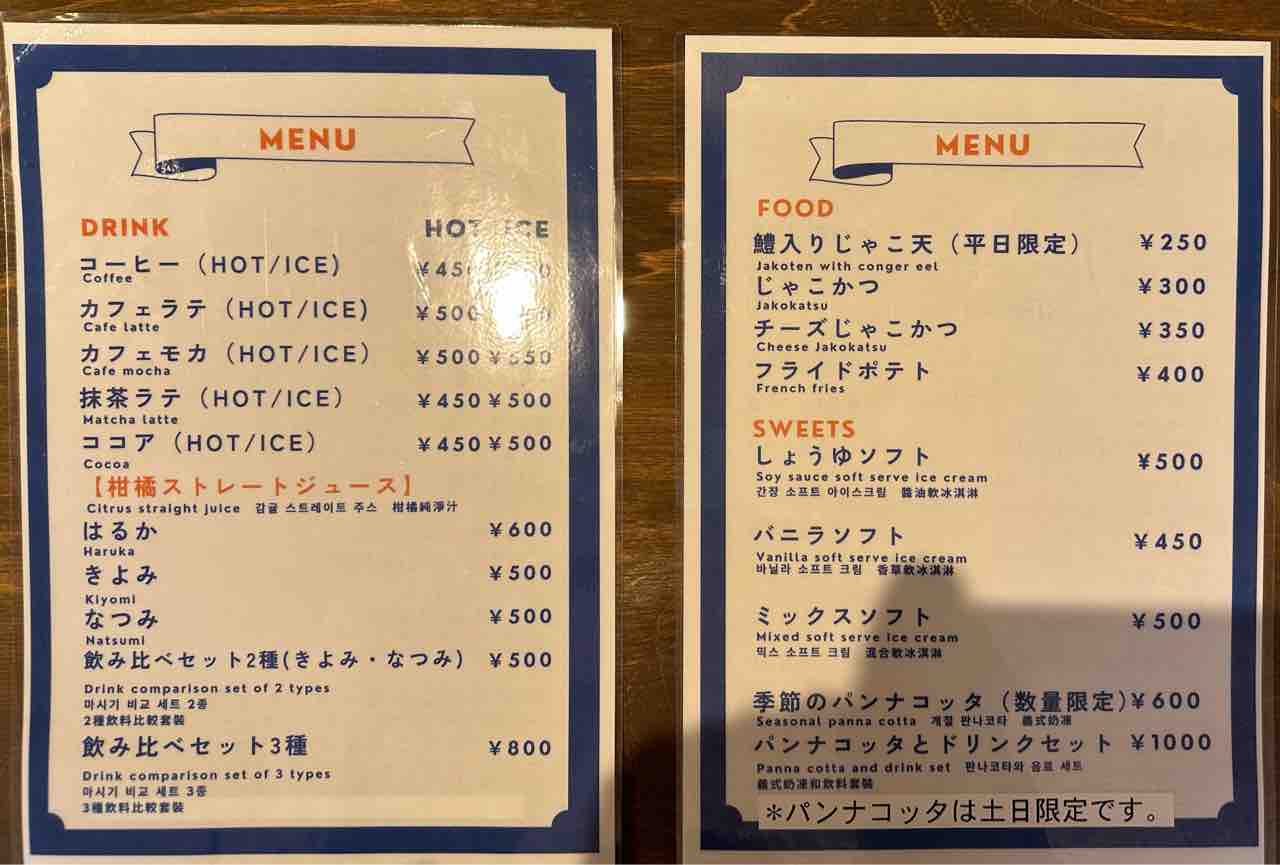 MENU
DRINK HOT ICE
コーヒー（HOT/ICE） ¥450
Coffee
カフェラテ（HOT/ICE） ¥500
Cafe latte
カフェモカ（HOT/ICE） ¥500 ¥550
Cafe mocha
抹茶ラテ（HOT/ICE） ¥450 ¥500
Matcha latte
ココア（HOT/ICE） ¥450 ¥500
Cocoa
【柑橘ストレートジュース】
Citrus straight juice 감귤 스트레이트 주스 柑橘純淨汁
はるか ¥600
Haruka
きよみ ¥500
Kiyomi
なつみ ¥500
Natsumi
飲み比べセット2種(きよみ・なつみ) ¥500
Drink comparison set of 2 types
마시기 비교 세트 2종
2種飲料比較套裝
飲み比べセット3種 ¥800
Drink comparison set of 3 types
마시기 비교 세트 3종
3種飲料比較套裝
MENU
FOOD
鱧入りじゃこ天（平日限定） ¥250
Jakoten with conger eel
じゃこかつ ¥300
Jakokatsu
チーズじゃこかつ ¥350
Cheese Jakokatsu
フライドポテト ¥400
French fries
SWEETS
しょうゆソフト ¥500
Soy sauce soft serve ice cream
간장 소프트 아이스크림 醬油軟冰淇淋
バニラソフト ¥450
Vanilla soft serve ice cream
바닐라 소프트 크림 香草軟冰淇淋
ミックスソフト ¥500
Mixed soft serve ice cream
믹스 소프트 크림 混合軟冰淇淋
季節のパンナコッタ（数量限定）¥600
Seasonal panna cotta 계절 판나코타 義式奶凍
パンナコッタとドリンクセット ¥1000
Panna cotta and drink set 판나코타와 음료 세트
義式奶凍和飲料套裝
＊パンナコッタは土日限定です。